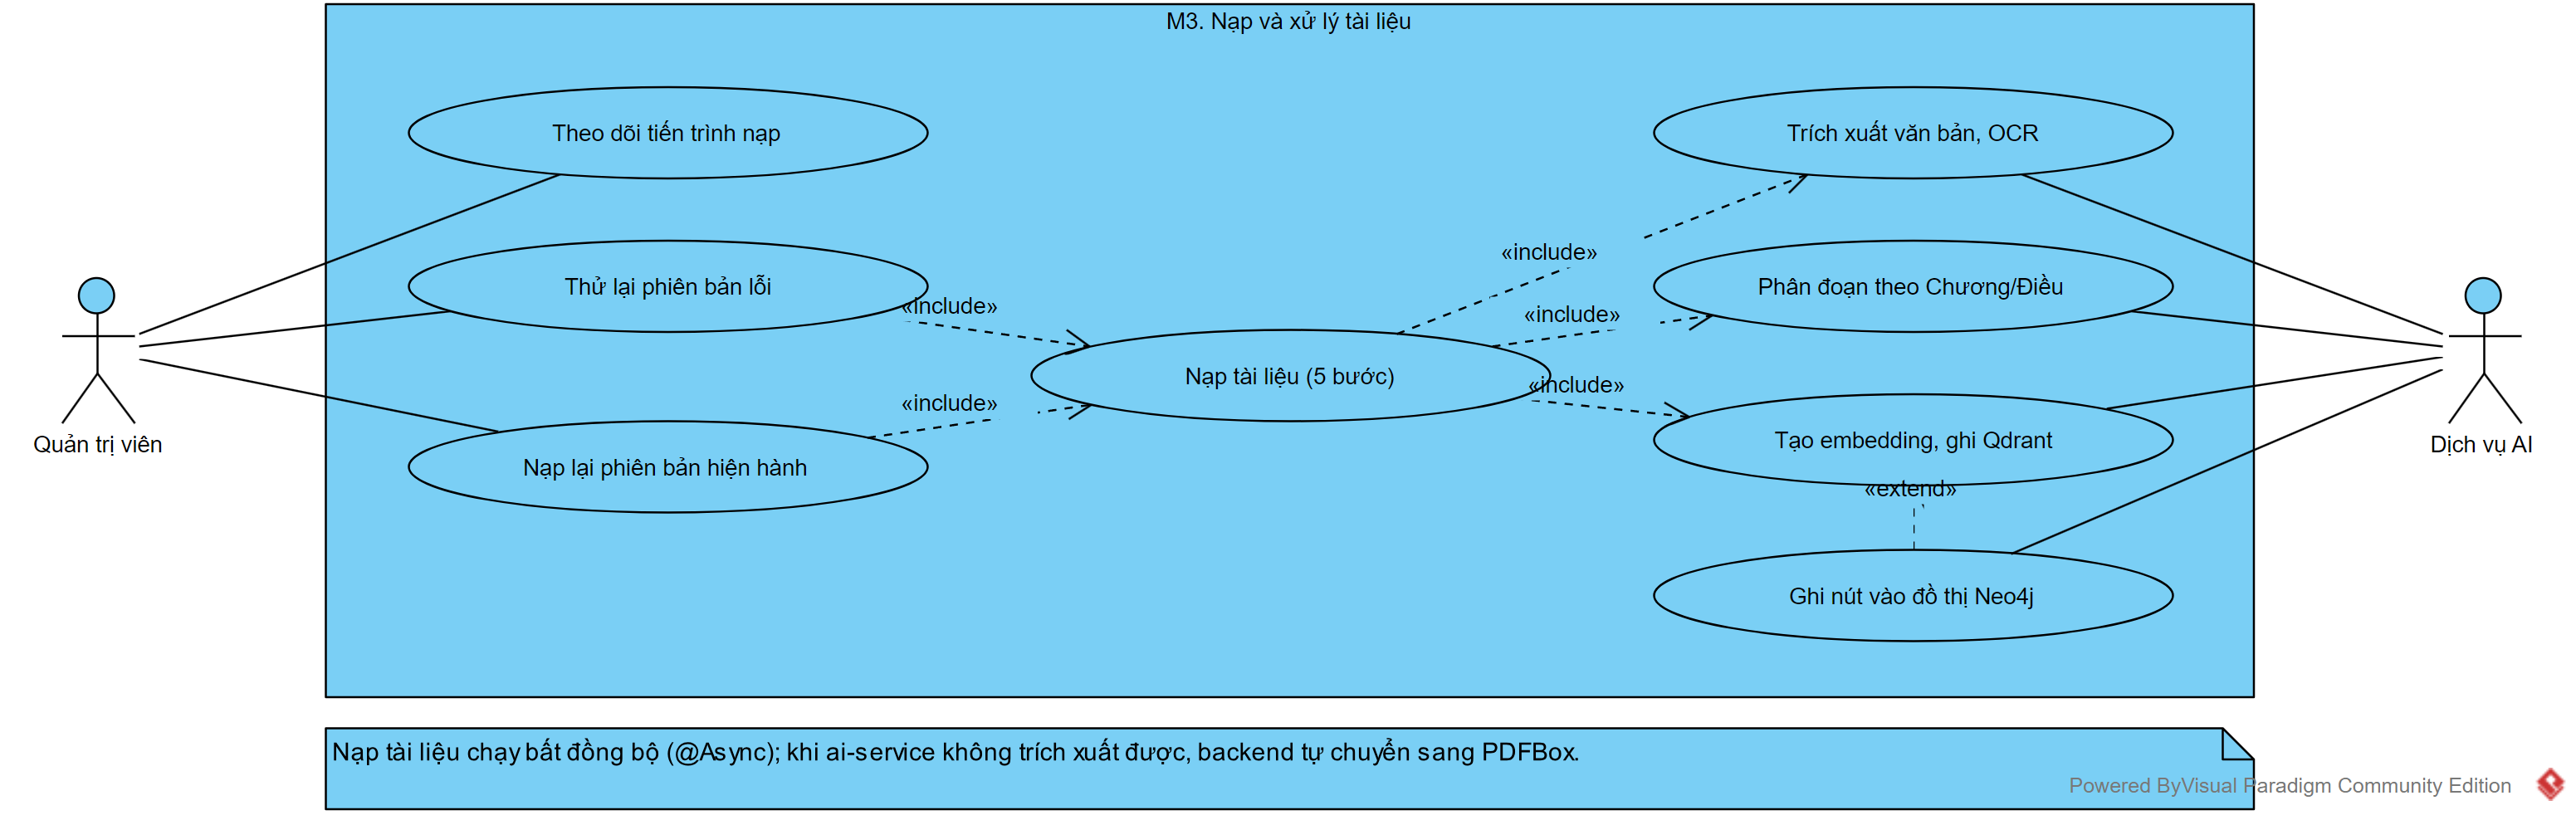 M3. Nạp và xử lý tài liệu
Theo dõi tiến trình nạp
Trích xuất văn bản, OCR
«include»
Thử lại phiên bản lỗi
Phân đoạn theo Chương/Điều
«include»
«include»
Nạp tài liệu (5 bước)
«include»
«include»
Quản trị viên
Dịch vụ AI
Nạp lại phiên bản hiện hành
Tạo embedding, ghi Qdrant
«extend»
Ghi nút vào đồ thị Neo4j
Nạp tài liệu chạy bất đồng bộ (@Async); khi ai-service không trích xuất được, backend tự chuyển sang PDFBox.
Powered ByVisual Paradigm Community Edition